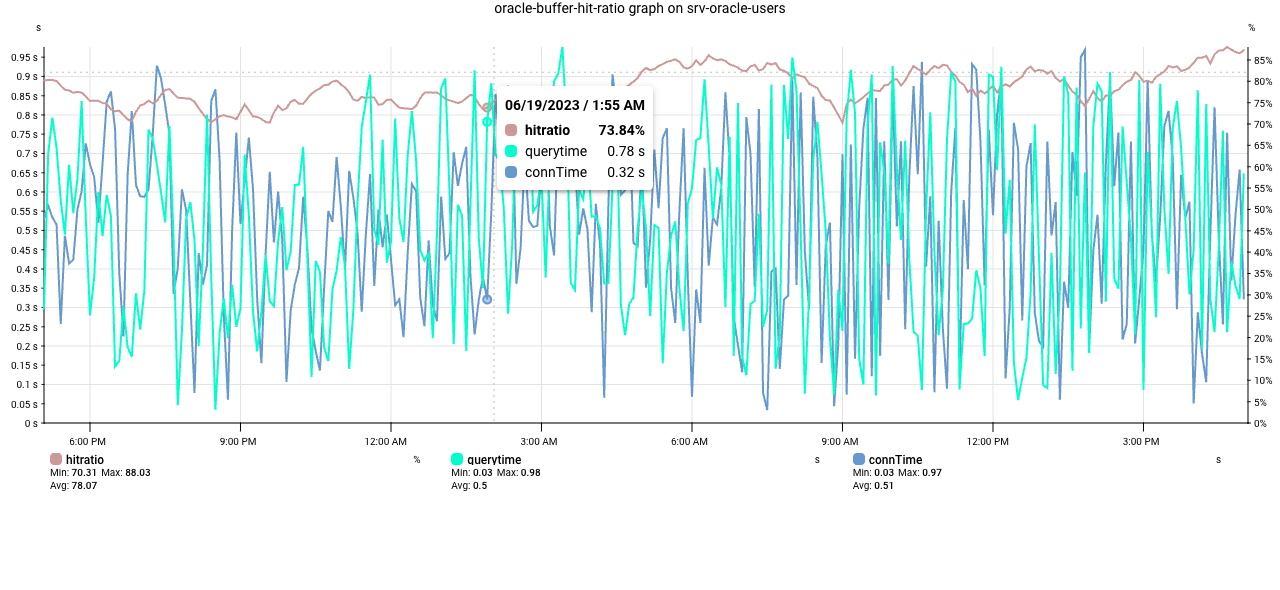 oracle-buffer-hit-ratio graph on srv-oracle-users
s %
0.95 s 85%
0.9 s 80%
0.85 s 75%
0.8 s 70%
0.75 s 65%
0.7 s 60%
0.65 s 55%
0.6 s 50%
0.55 s 45%
0.5 s 40%
0.45 s 35%
0.4 s 30%
0.35 s 25%
0.3 s 20%
0.25 s 15%
0.2 s 10%
0.15 s 5%
0.1 s 0%
0.05 s
0 s
06/19/2023 / 1:55 AM
hitratio 73.84%
querytime 0.78 s
connTime 0.32 s
6:00 PM 9:00 PM 12:00 AM 3:00 AM 6:00 AM 9:00 AM 12:00 PM 3:00 PM
hitratio % querytime s connTime s
Min: 70.31 Max: 88.03 Min: 0.03 Max: 0.98 Min: 0.03 Max: 0.97
Avg: 78.07 Avg: 0.5 Avg: 0.51